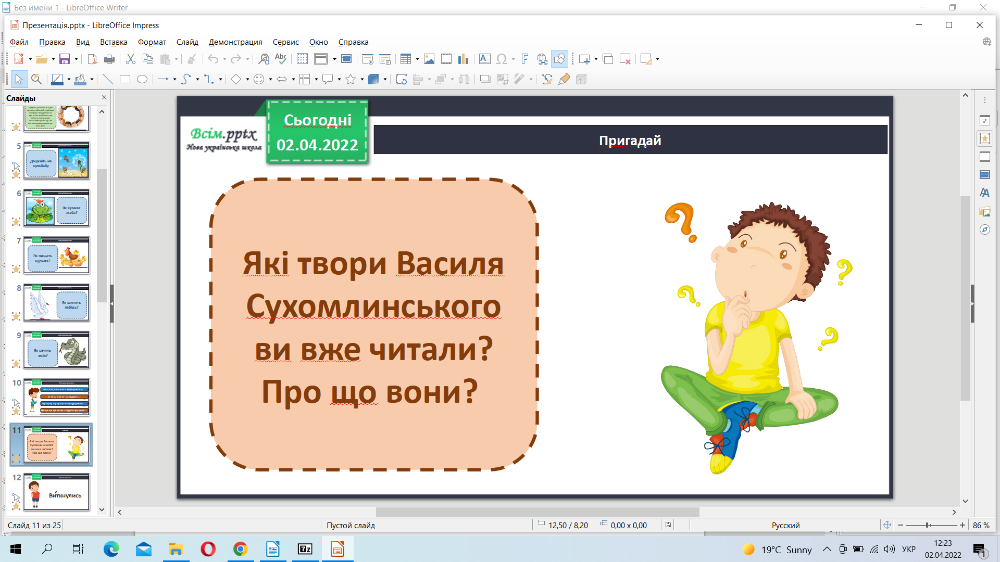 Без имени 1 - LibreOffice Writer
Презентація.pptx - LibreOffice Impress
Файл Правка Вид Вставка Формат Слайд Демонстрация Сервис Окно Справка
Слайды
5
Дмухніть на
кульбабу
6
Як кумкає
жаба?
7
Як пищать
курчата?
8
Як шипить
лебідь?
9
Як сичить
змія?
10
11
Які твори Василя
Сухомлинського
ви вже читали?
Про що вони?
12
Ви́ткнулись
Всім.pptx
Нова українська школа
Сьогодні
02.04.2022
Пригадай
Які твори Василя
Сухомлинського
ви вже читали?
Про що вони?
Слайд 11 из 25
Пустой слайд
12,50 / 8,20
0,00 x 0,00
Русский
86 %
19°C Sunny
УКР
12:23
02.04.2022
1